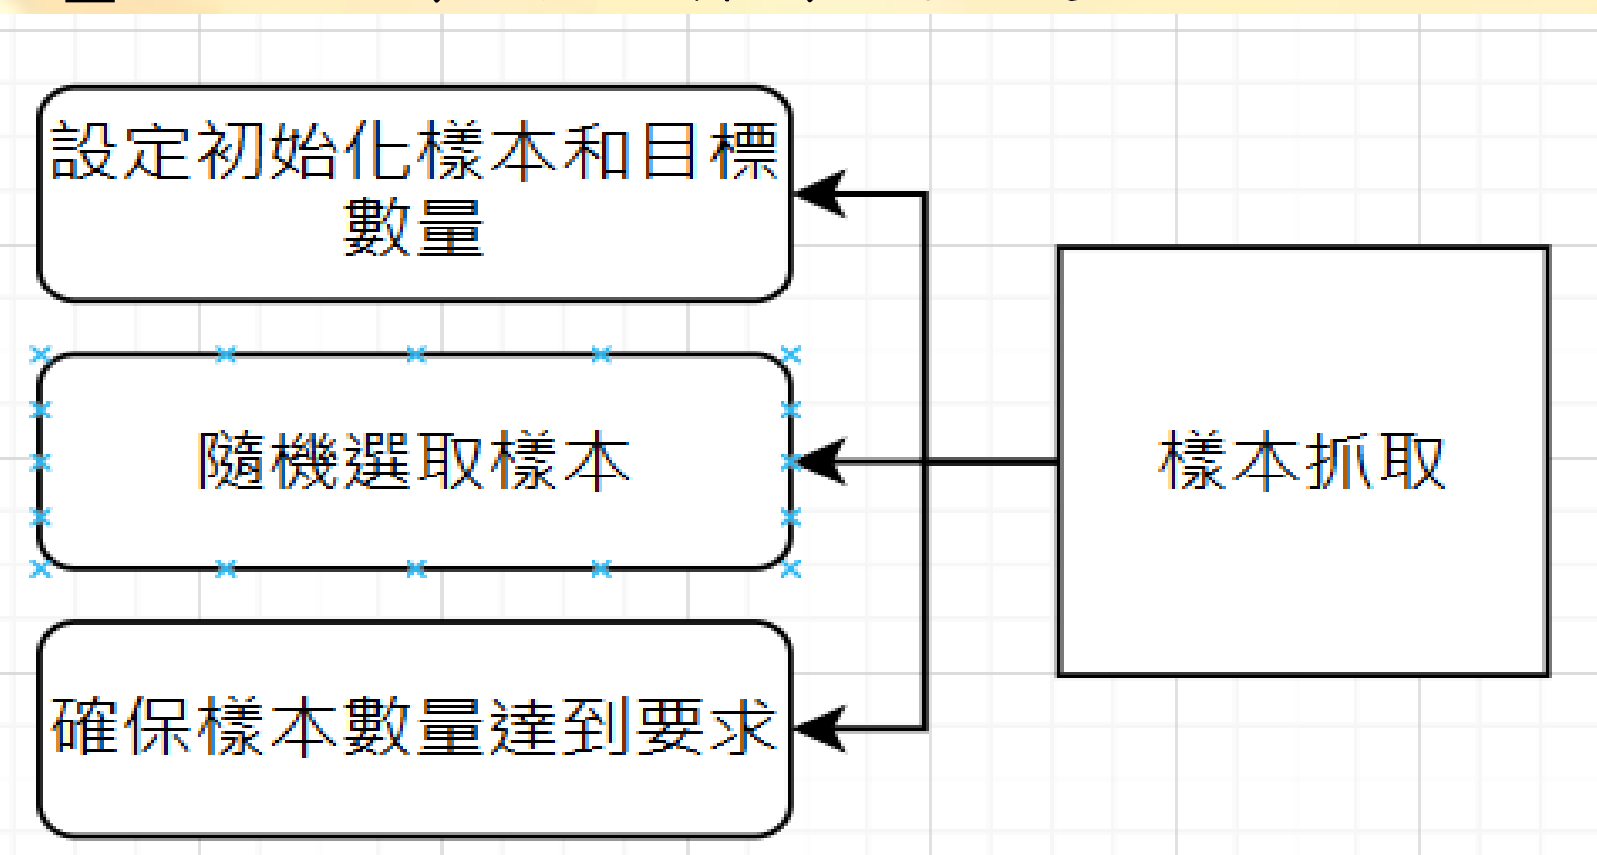 設定初始化樣本和目標
數量
隨機選取樣本
樣本抓取
確保樣本數量達到要求